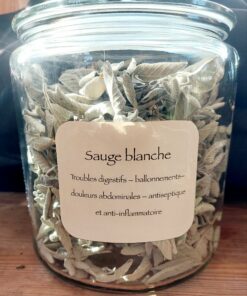 Sauge blanche
Troubles digestifs – ballonnements–
douleurs abdominales – antiseptique
et anti-inflammatoire